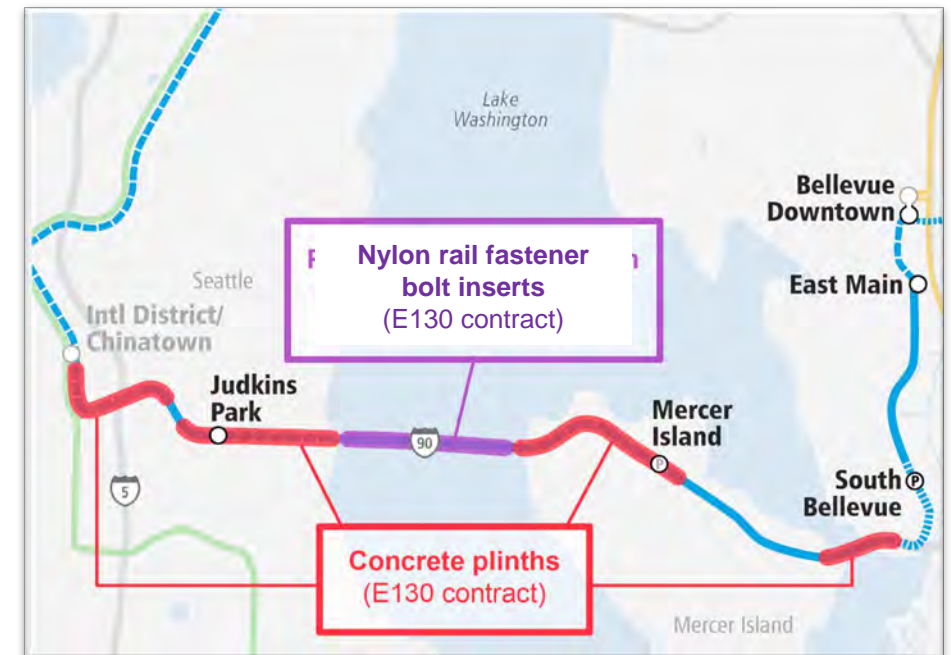 Lake
Washington
Bellevue
Downtown
Nylon rail fastener
bolt inserts
(E130 contract)
Seattle
East Main
Intl District/
Chinatown
Judkins
Park
Mercer
Island
P
90
South
Bellevue
P
5
Concrete plinths
(E130 contract)
Mercer Island